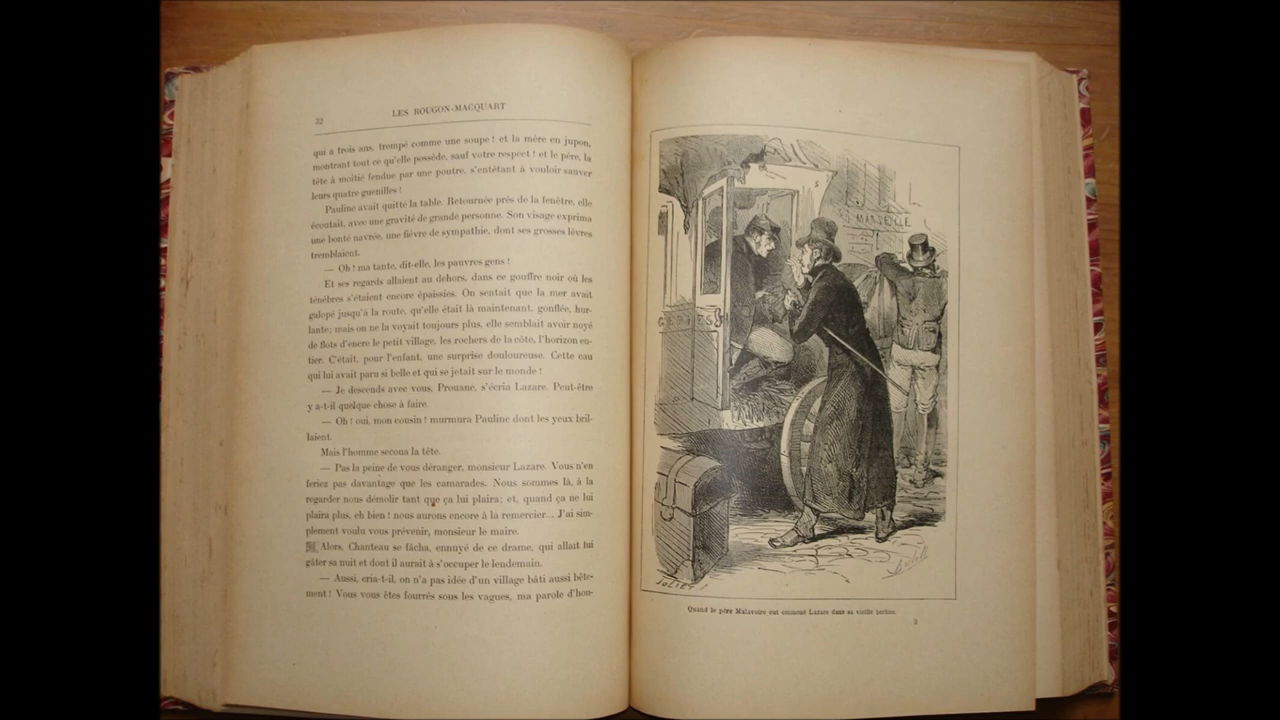 32
LES ROUGON-MACQUART
qui a trois ans, trempé comme une soupe ! et la mère en jupon,
montrant tout ce qu'elle possède, sauf votre respect ! et le père, la
tête à moitié fendue par une poutre, s'entêtant à vouloir sauver
leurs quatre guenilles !
Pauline avait quitté la table. Retournée près de la fenêtre, elle
écoutait, avec une gravité de grande personne. Son visage exprima
une bonté navrée, une fièvre de sympathie, dont ses grosses lèvres
tremblaient.
— Oh ! ma tante, dit-elle, les pauvres gens !
Et ses regards allaient au dehors, dans ce gouffre noir où les
ténèbres s'étaient encore épaissies. On sentait que la mer avait
galopé jusqu'à la route, qu'elle était là maintenant, gonflée, hur-
lante; mais on ne la voyait toujours plus, elle semblait avoir noyé
de flots d'encre le petit village, les rochers de la côte, l'horizon en-
tier. C'était, pour l'enfant, une surprise douloureuse. Cette eau
qui lui avait paru si belle et qui se jetait sur le monde !
— Je descends avec vous, Prouane, s'écria Lazare. Peut-être
y a-t-il quelque chose à faire.
— Oh ! oui, mon cousin ! murmura Pauline dont les yeux bril-
laient.
Mais l'homme secoua la tête.
— Pas la peine de vous déranger, monsieur Lazare. Vous n'en
feriez pas davantage que les camarades. Nous sommes là, à la
regarder nous démolir tant que ça lui plaira; et, quand ça ne lui
plaira plus, eh bien ! nous aurons encore à la remercier... J'ai sim-
plement voulu vous prévenir, monsieur le maire.
Alors, Chanteau se fâcha, ennuyé de ce drame, qui allait lui
gâter sa nuit et dont il aurait à s'occuper le lendemain.
— Aussi, cria-t-il, on n'a pas idée d'un village bâti aussi bête-
ment ! Vous vous êtes fourrés sous les vagues, ma parole d'hon-
JOLIET
Quand le père Malivoire eut emmené Lazare dans sa vieille berline.